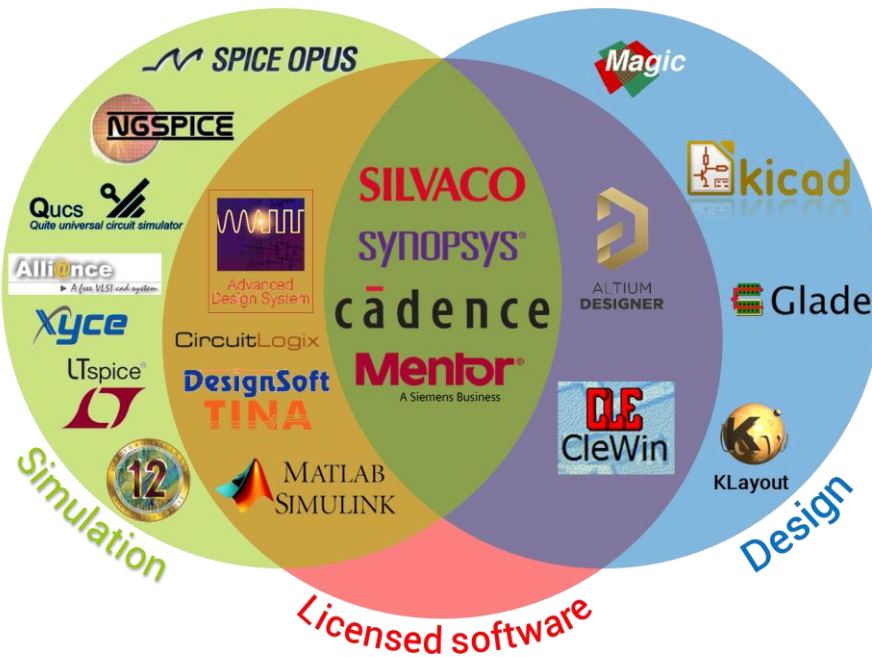 SPICE OPUS
NGSPICE
Qucs
Quite universal circuit simulator
Alli@nce
A free VLSI cad system
Xyce
LTspice®
12
Advanced
Design System
CircuitLogix
DesignSoft
TINA
MATLAB
SIMULINK
SILVACO
SYNOPSYS®
cādence
Mentor®
A Siemens Business
ALTIUM
DESIGNER
CLE
CleWin
Magic
kicad
Glade
KLayout
Simulation
Licensed software
Design